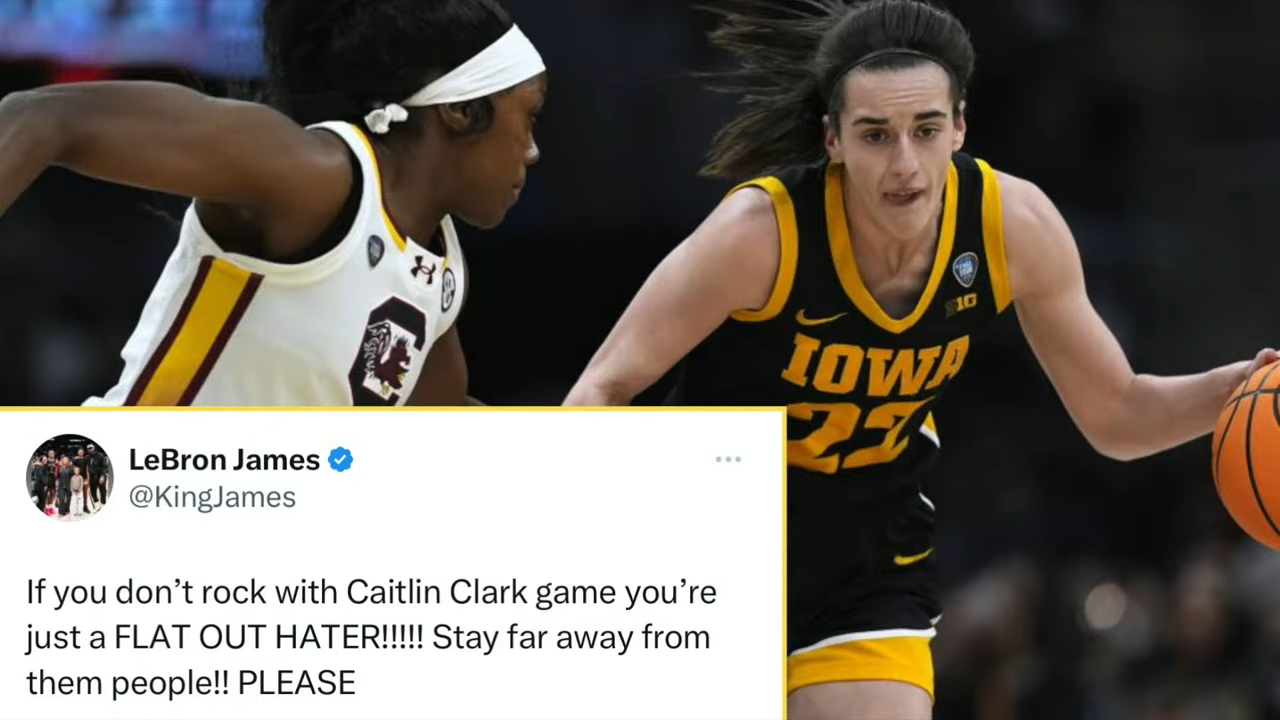 B1G
IOWA
22
LeBron James
@KingJames
If you don’t rock with Caitlin Clark game you’re
just a FLAT OUT HATER!!!!! Stay far away from
them people!! PLEASE